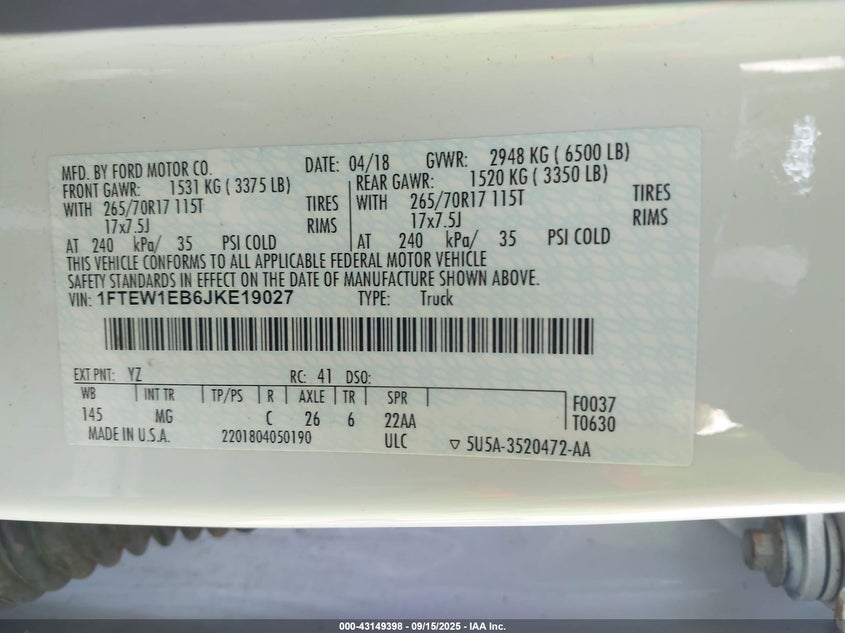 MFD. BY FORD MOTOR CO. DATE: 04/18 GVWR: 2948 KG ( 6500 LB)
FRONT GAWR: 1531 KG ( 3375 LB) REAR GAWR: 1520 KG ( 3350 LB)
WITH 265/70R17 115T TIRES WITH 265/70R17 115T TIRES
17x7.5J RIMS 17x7.5J RIMS
AT 240 kPa/ 35 PSI COLD AT 240 kPa/ 35 PSI COLD
THIS VEHICLE CONFORMS TO ALL APPLICABLE FEDERAL MOTOR VEHICLE
SAFETY STANDARDS IN EFFECT ON THE DATE OF MANUFACTURE SHOWN ABOVE.
VIN: 1FTEW1EB6JKE19027 TYPE: Truck
EXT PNT: YZ RC: 41 DSO:
WB INT TR TP/PS R AXLE TR SPR F0037
145 MG C 26 6 22AA T0630
MADE IN U.S.A. 2201804050190 ULC ▽ 5U5A-3520472-AA
000-43149398 - 09/15/2025 - IAA Inc.